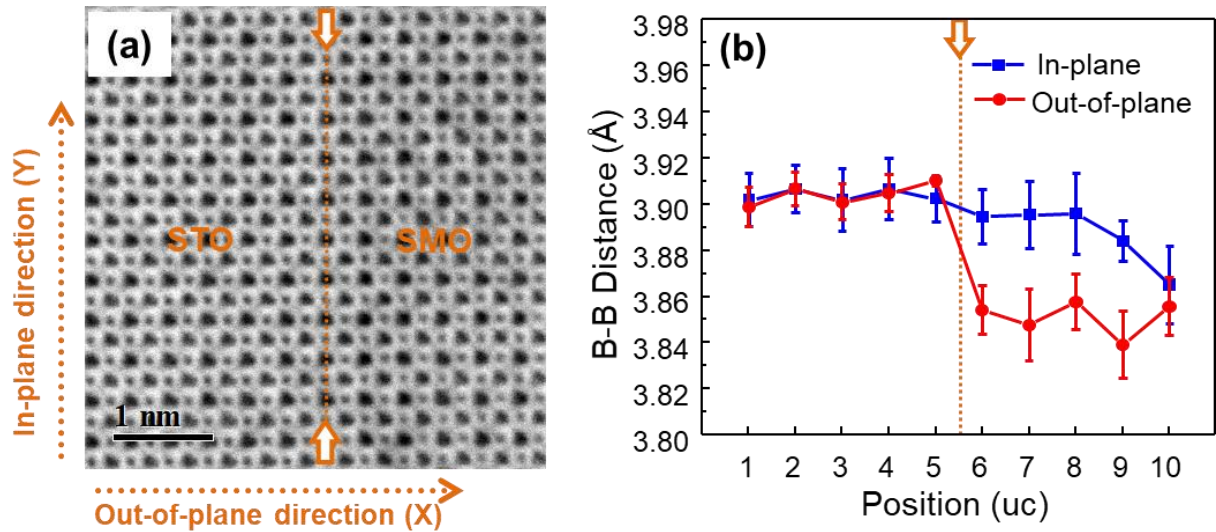 (a)
STO
SMO
1 nm
In-plane direction (Y)
Out-of-plane direction (X)
(b)
In-plane
Out-of-plane
B-B Distance (Å)
3.98
3.96
3.94
3.92
3.90
3.88
3.86
3.84
3.82
3.80
1 2 3 4 5 6 7 8 9 10
Position (uc)